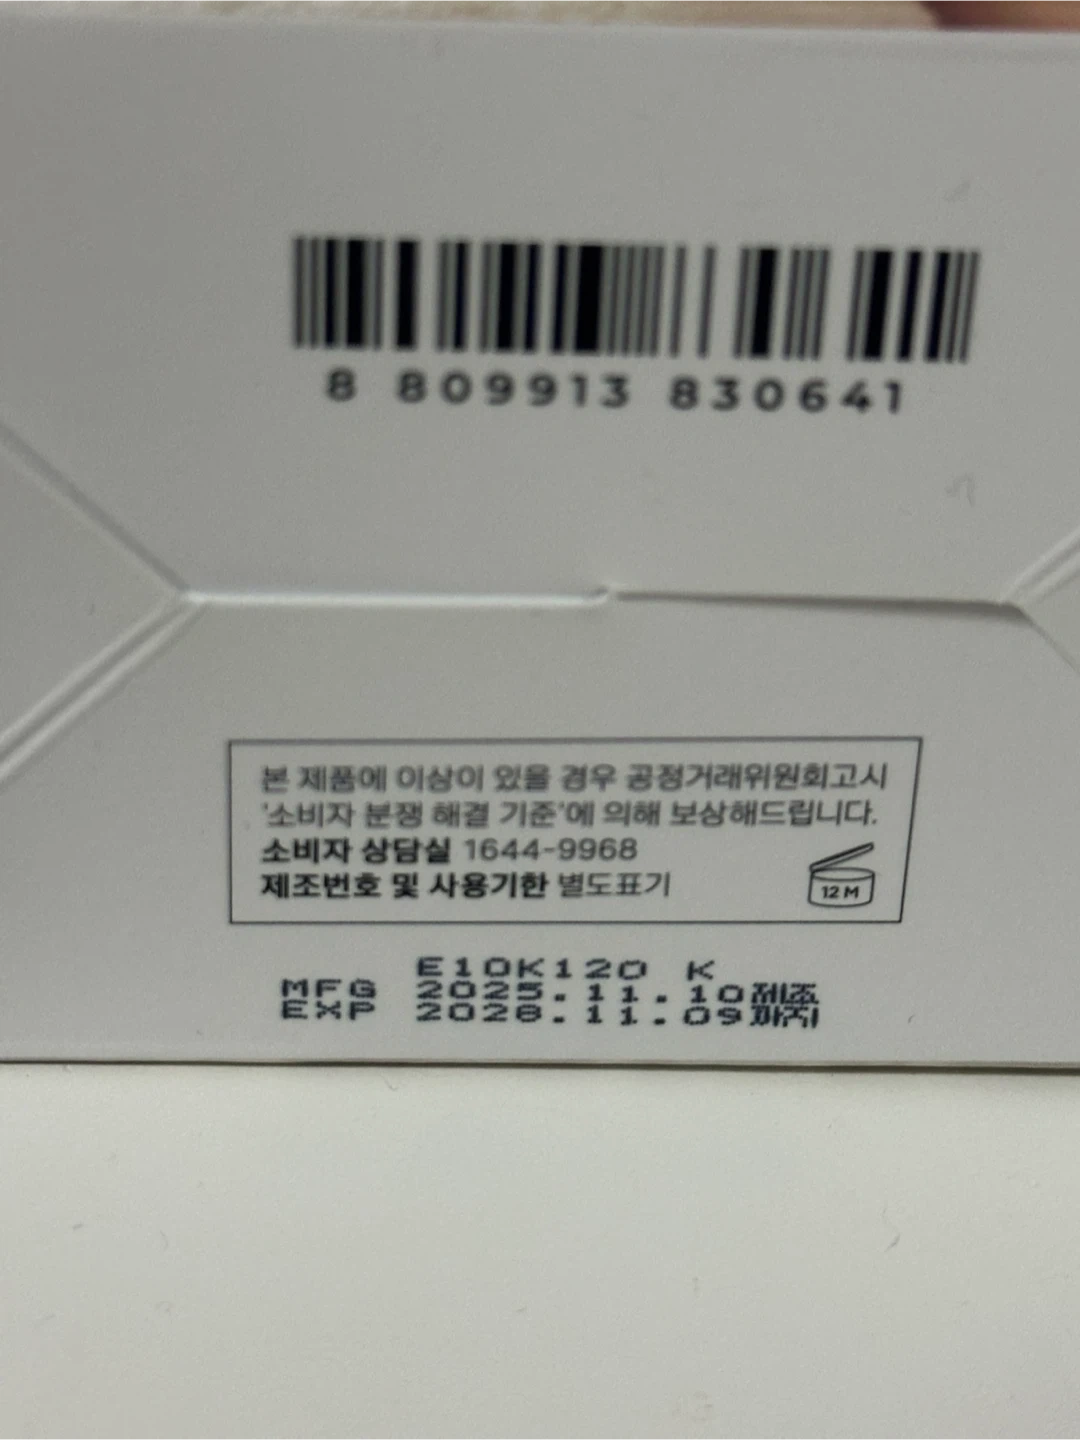 8 809913 830641
본 제품에 이상이 있을 경우 공정거래위원회고시
'소비자 분쟁 해결 기준'에 의해 보상해드립니다.
소비자 상담실 1644-9968
제조번호 및 사용기한 별도표기
12 M
E10K120 K
MFG 2025.11.10제조
EXP 2028.11.09까지